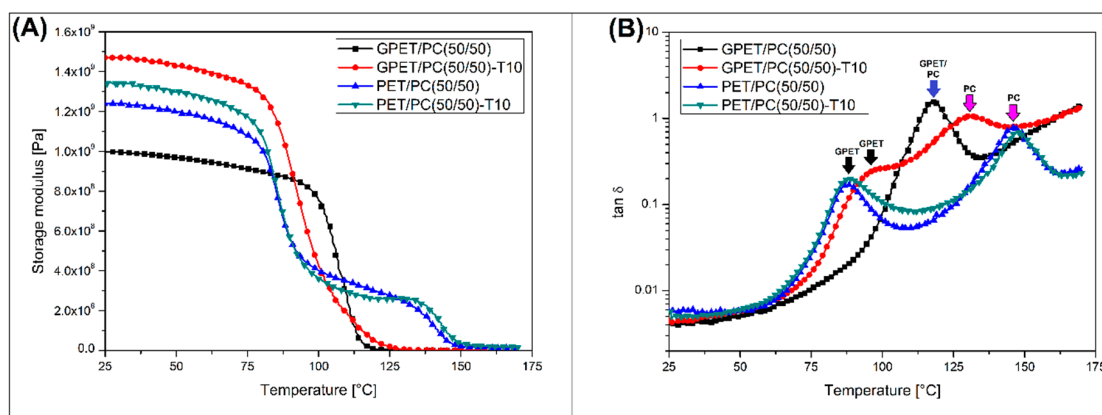 (A)
Storage modulus [Pa]
1.6x10⁹
1.4x10⁹
1.2x10⁹
1.0x10⁹
8.0x10⁸
6.0x10⁸
4.0x10⁸
2.0x10⁸
0.0
25 50 75 100 125 150 175
Temperature [°C]
GPET/PC(50/50)
GPET/PC(50/50)-T10
PET/PC(50/50)
PET/PC(50/50)-T10
(B)
tan δ
10
1
0.1
0.01
25 50 75 100 125 150 175
Temperature [°C]
GPET/PC(50/50)
GPET/PC(50/50)-T10
PET/PC(50/50)
PET/PC(50/50)-T10
GPET
GPET
GPET/
PC
PC
PC